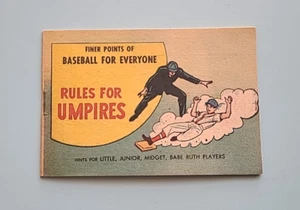 FINER POINTS OF
BASEBALL FOR EVERYONE
RULES FOR
UMPIRES
HINTS FOR LITTLE, JUNIOR, MIDGET, BABE RUTH PLAYERS